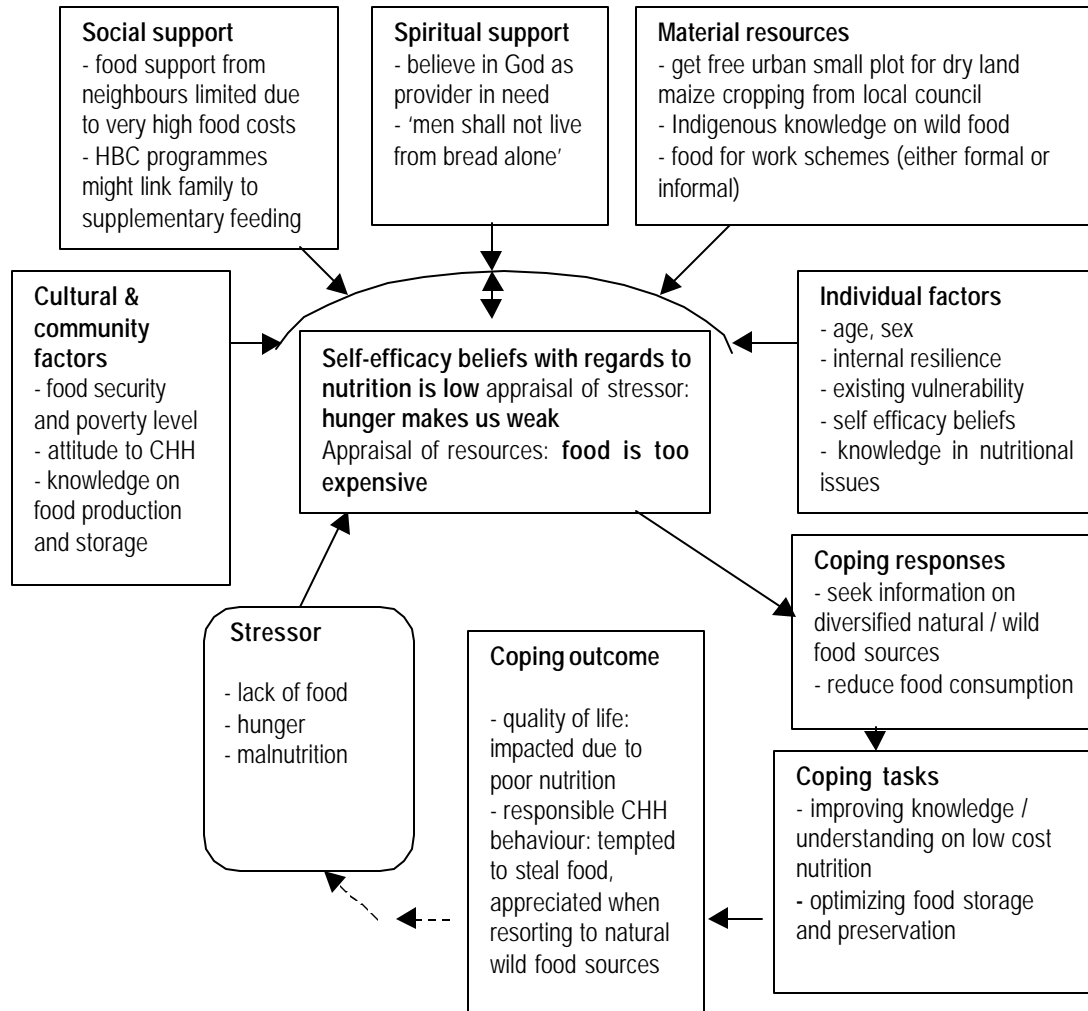 Social support
- food support from
neighbours limited due
to very high food costs
- HBC programmes
might link family to
supplementary feeding
Spiritual support
- believe in God as
provider in need
- ‘men shall not live
from bread alone’
Material resources
- get free urban small plot for dry land
maize cropping from local council
- Indigenous knowledge on wild food
- food for work schemes (either formal or
informal)
Cultural &
community
factors
- food security
and poverty level
- attitude to CHH
- knowledge on
food production
and storage
Self-efficacy beliefs with regards to
nutrition is low appraisal of stressor:
hunger makes us weak
Appraisal of resources: food is too
expensive
Individual factors
- age, sex
- internal resilience
- existing vulnerability
- self efficacy beliefs
- knowledge in nutritional
issues
Coping responses
- seek information on
diversified natural / wild
food sources
- reduce food consumption
Coping tasks
- improving knowledge /
understanding on low cost
nutrition
- optimizing food storage
and preservation
Coping outcome
- quality of life:
impacted due to
poor nutrition
- responsible CHH
behaviour: tempted
to steal food,
appreciated when
resorting to natural
wild food sources
Stressor
- lack of food
- hunger
- malnutrition